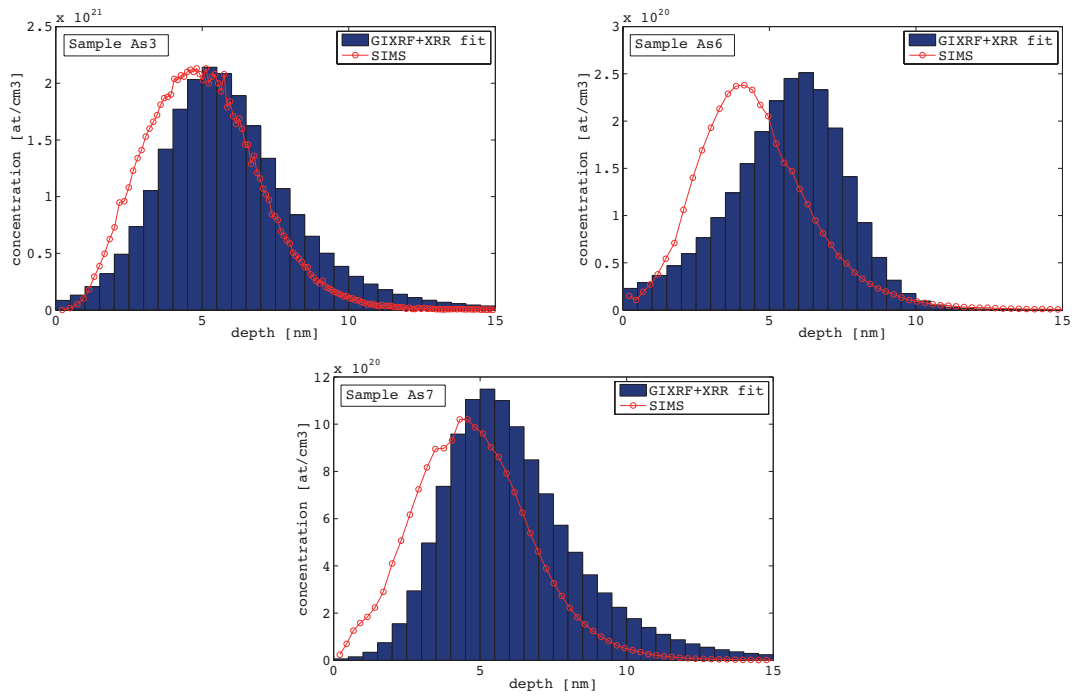 x 10^21
2.5
2
1.5
1
0.5
0
concentration [at/cm3]
Sample As3
GIXRF+XRR fit
SIMS
0
5
10
15
depth [nm]
x 10^20
3.0
2.5
2.0
1.5
1.0
0.5
0
concentration [at/cm3]
Sample As6
GIXRF+XRR fit
SIMS
0
5
10
15
depth [nm]
x 10^20
12
10
8
6
4
2
0
concentration [at/cm3]
Sample As7
GIXRF+XRR fit
SIMS
0
5
10
15
depth [nm]